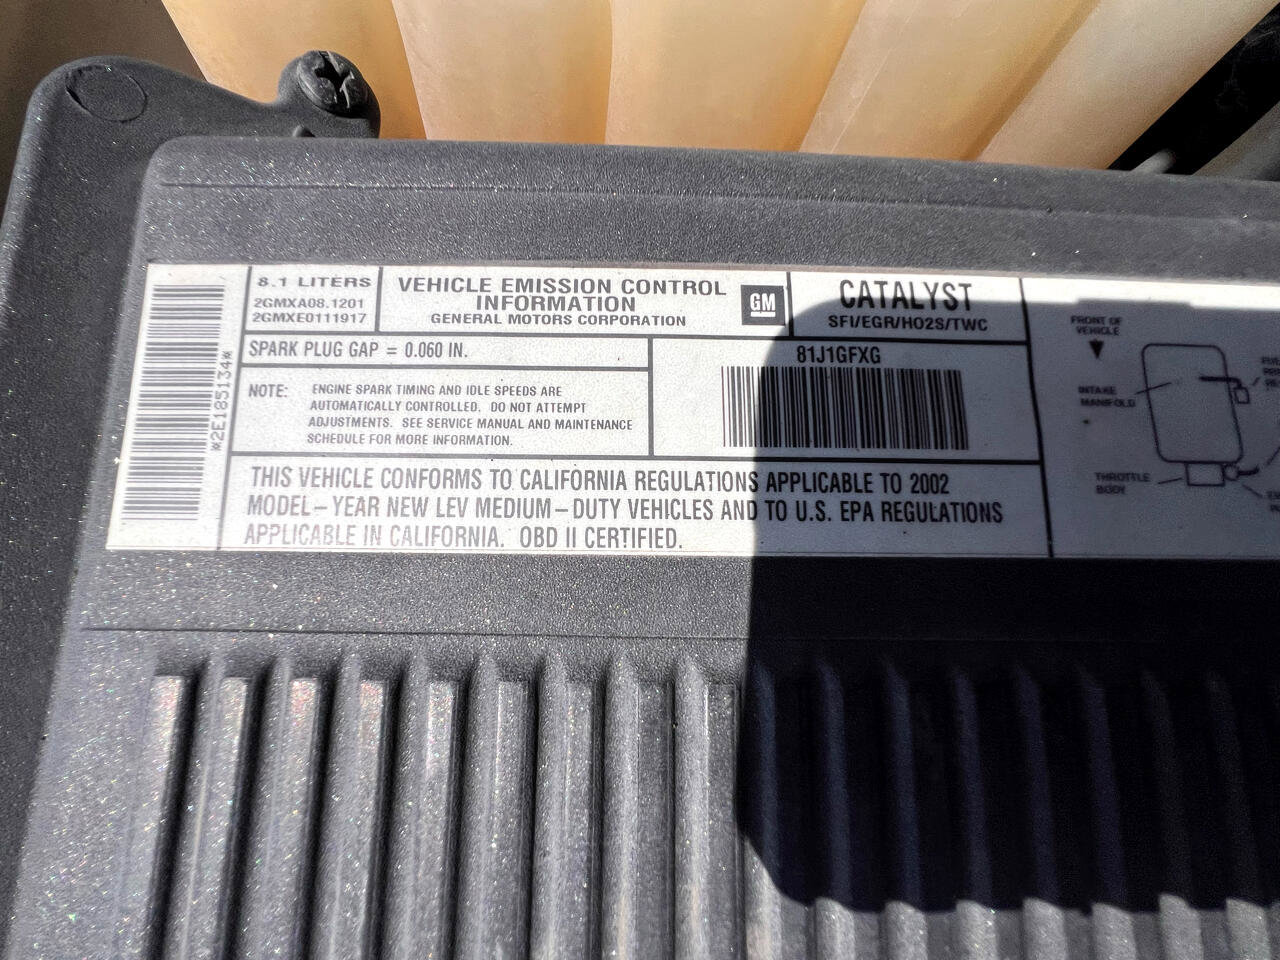 *2E185134*
8.1 LITERS
2GMXA08.1201
2GMXE0111917
VEHICLE EMISSION CONTROL
INFORMATION
GENERAL MOTORS CORPORATION
GM
CATALYST
SFI/EGR/HO2S/TWC
SPARK PLUG GAP = 0.060 IN.
NOTE: ENGINE SPARK TIMING AND IDLE SPEEDS ARE
AUTOMATICALLY CONTROLLED. DO NOT ATTEMPT
ADJUSTMENTS. SEE SERVICE MANUAL AND MAINTENANCE
SCHEDULE FOR MORE INFORMATION.
81J1GFXG
THIS VEHICLE CONFORMS TO CALIFORNIA REGULATIONS APPLICABLE TO 2002
MODEL-YEAR NEW LEV MEDIUM-DUTY VEHICLES AND TO U.S. EPA REGULATIONS
APPLICABLE IN CALIFORNIA. OBD II CERTIFIED.
FRONT OF
VEHICLE
INTAKE
MANIFOLD
THROTTLE
BODY